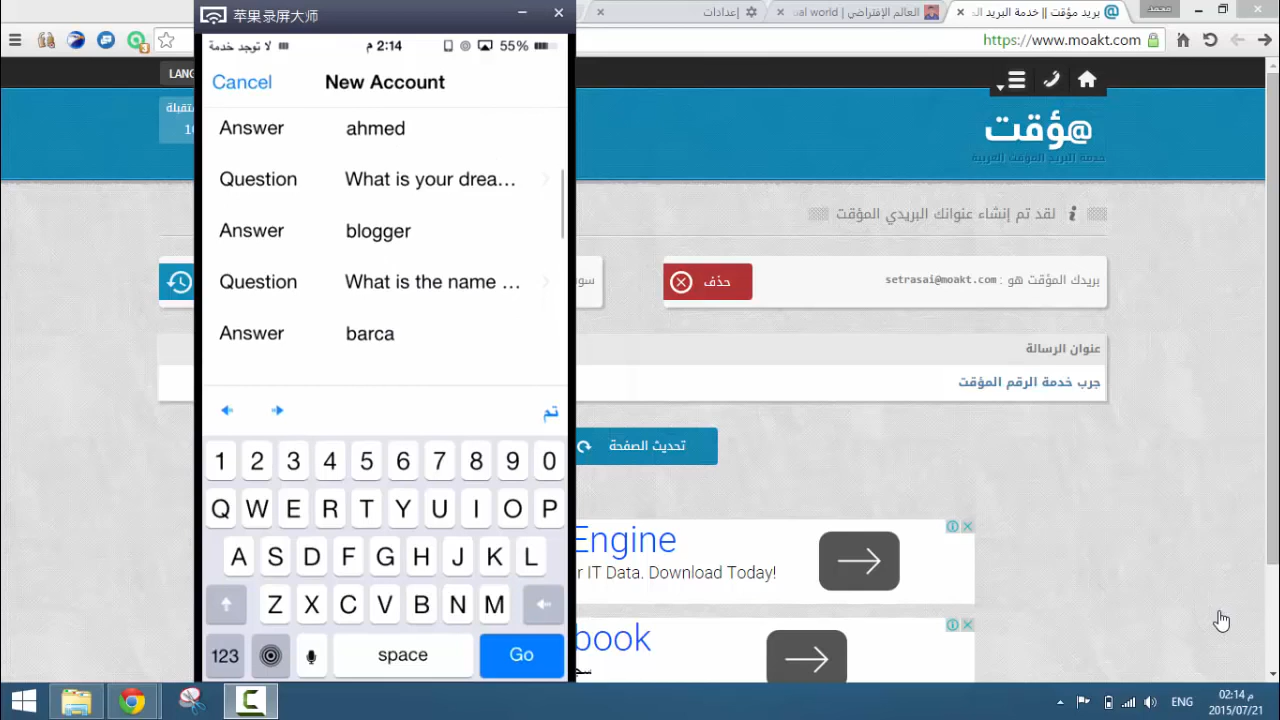 苹果录屏大师
لا توجد خدمة
2:14 م
55%
Cancel
New Account
Answer
ahmed
Question
What is your drea…
Answer
blogger
Question
What is the name …
Answer
barca
تم
1 2 3 4 5 6 7 8 9 0
Q W E R T Y U I O P
A S D F G H J K L
Z X C V B N M
123
space
Go
إعدادات
العالم الإفتراضي | ual world
بريد مؤقت || خدمة البريد ال
محمد
https://www.moakt.com
LANG
@مؤقت
خدمة البريد المؤقت العربية
لقد تم إنشاء عنوانك البريدي المؤقت
بريدك المؤقت هو : setrasai@moakt.com
حذف
عنوان الرسالة
جرب خدمة الرقم المؤقت
تحديث الصفحة
Engine
r IT Data. Download Today!
book
ENG
02:14 م
2015/07/21